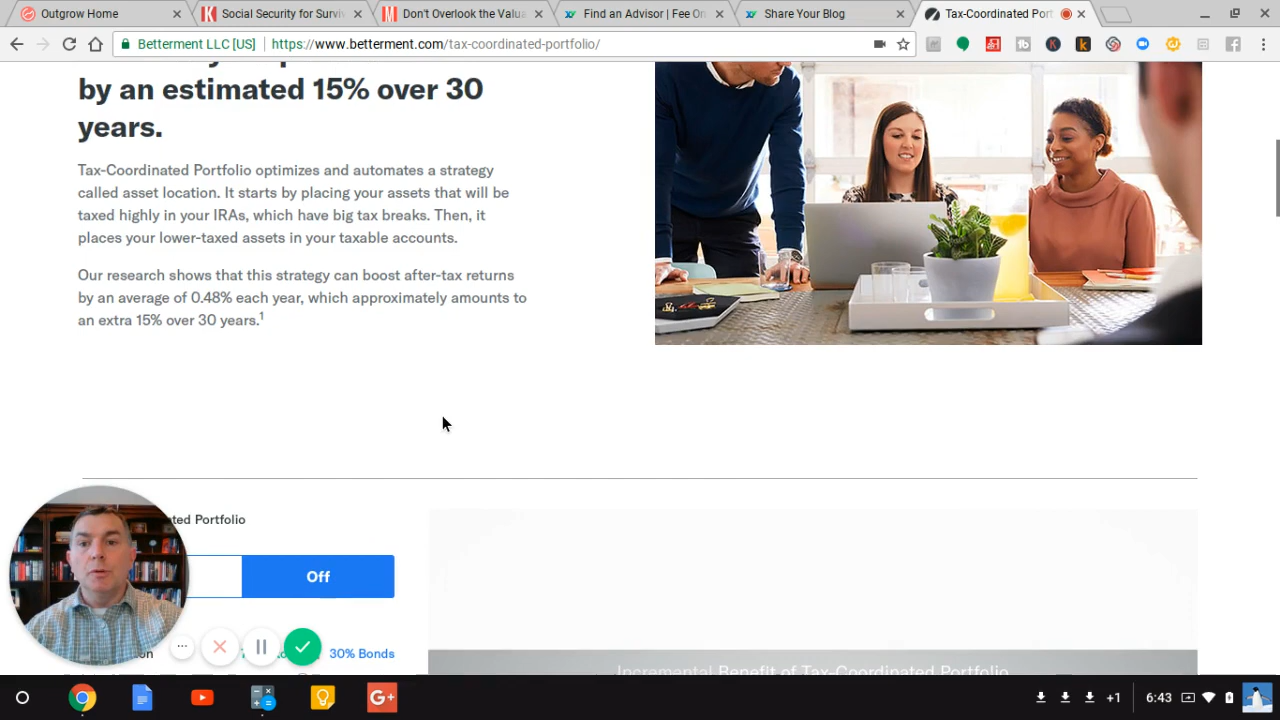 Outgrow Home
Social Security for Surviv
Don't Overlook the Valua
Find an Advisor | Fee On
Share Your Blog
Tax-Coordinated Port
Betterment LLC [US] https://www.betterment.com/tax-coordinated-portfolio/
by an estimated 15% over 30
years.
Tax-Coordinated Portfolio optimizes and automates a strategy
called asset location. It starts by placing your assets that will be
taxed highly in your IRAs, which have big tax breaks. Then, it
places your lower-taxed assets in your taxable accounts.
Our research shows that this strategy can boost after-tax returns
by an average of 0.48% each year, which approximately amounts to
an extra 15% over 30 years.1
ted Portfolio
Off
on
30% Bonds
Incremental Benefit of Tax-Coordinated Portfolio
+1
6:43